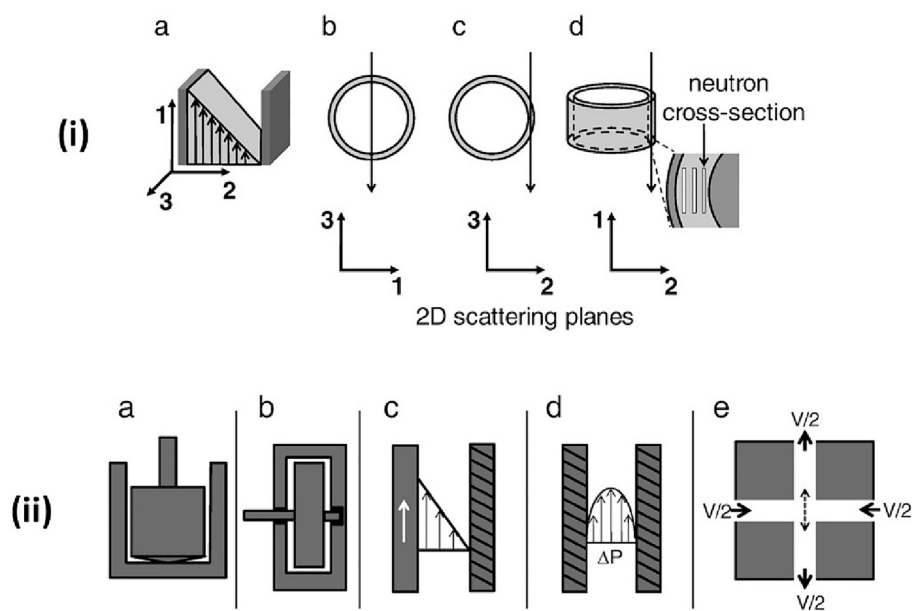 a b c d
(i)
1
2
3
3
1
3
2
1
2
neutron
cross-section
2D scattering planes
a b c d e
(ii)
ΔP
V/2
V/2
V/2
V/2